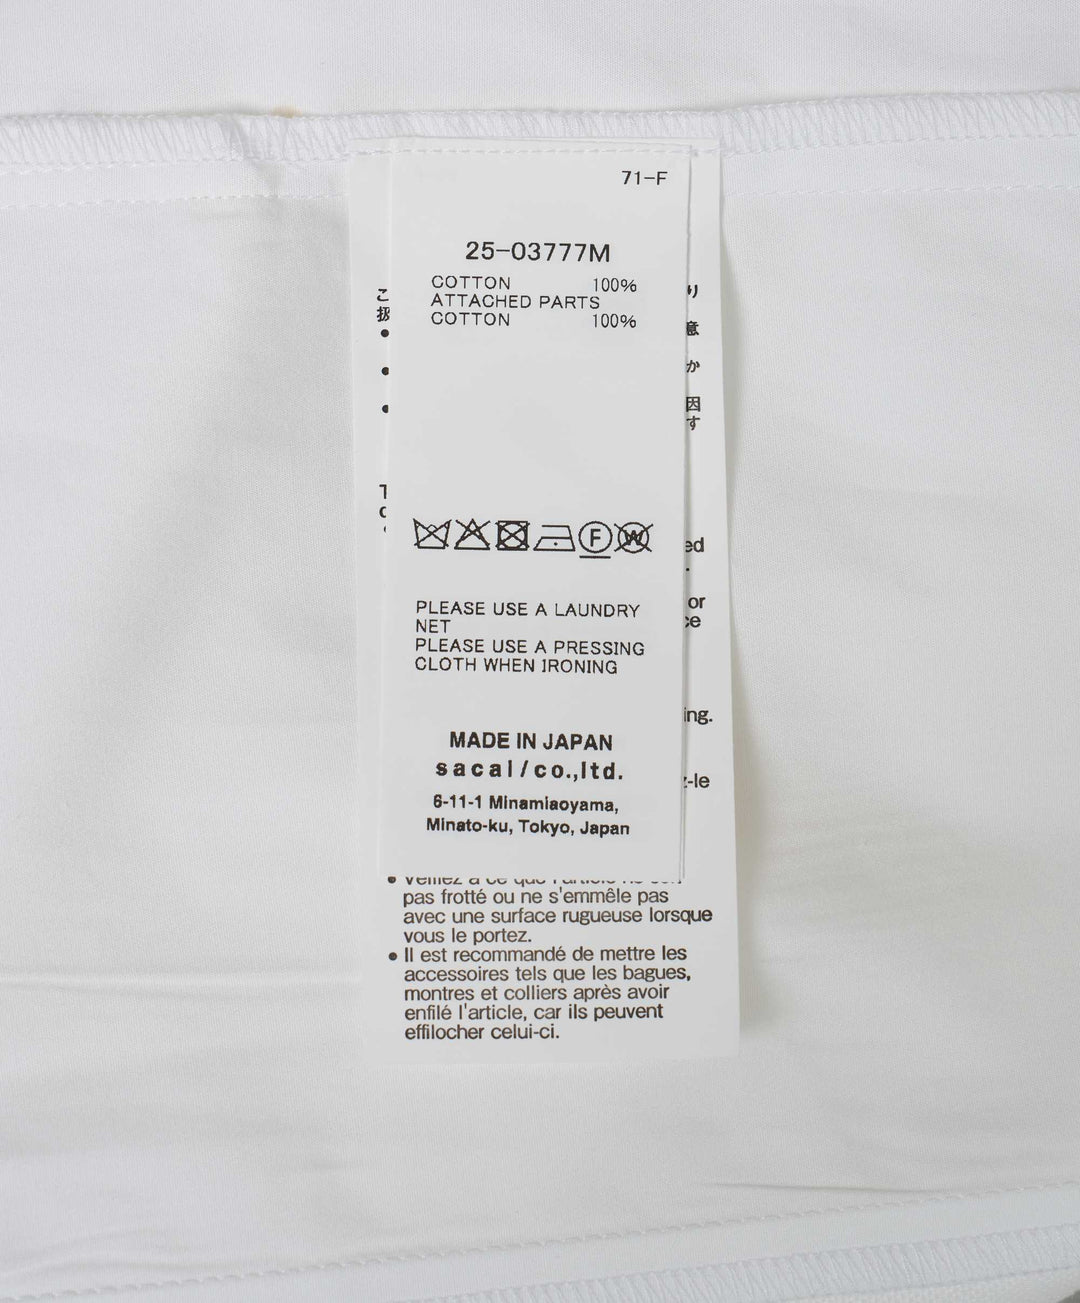 71-F
25-03777M
COTTON 100%
ATTACHED PARTS
COTTON 100%
PLEASE USE A LAUNDRY
NET
PLEASE USE A PRESSING
CLOTH WHEN IRONING
MADE IN JAPAN
sacai/co.,ltd.
6-11-1 Minamiaoyama,
Minato-ku, Tokyo, Japan
pas frotté ou ne s'emmêle pas
avec une surface rugueuse lorsque
vous le portez.
● Il est recommandé de mettre les
accessoires tels que les bagues,
montres et colliers après avoir
enfilé l'article, car ils peuvent
effilocher celui-ci.